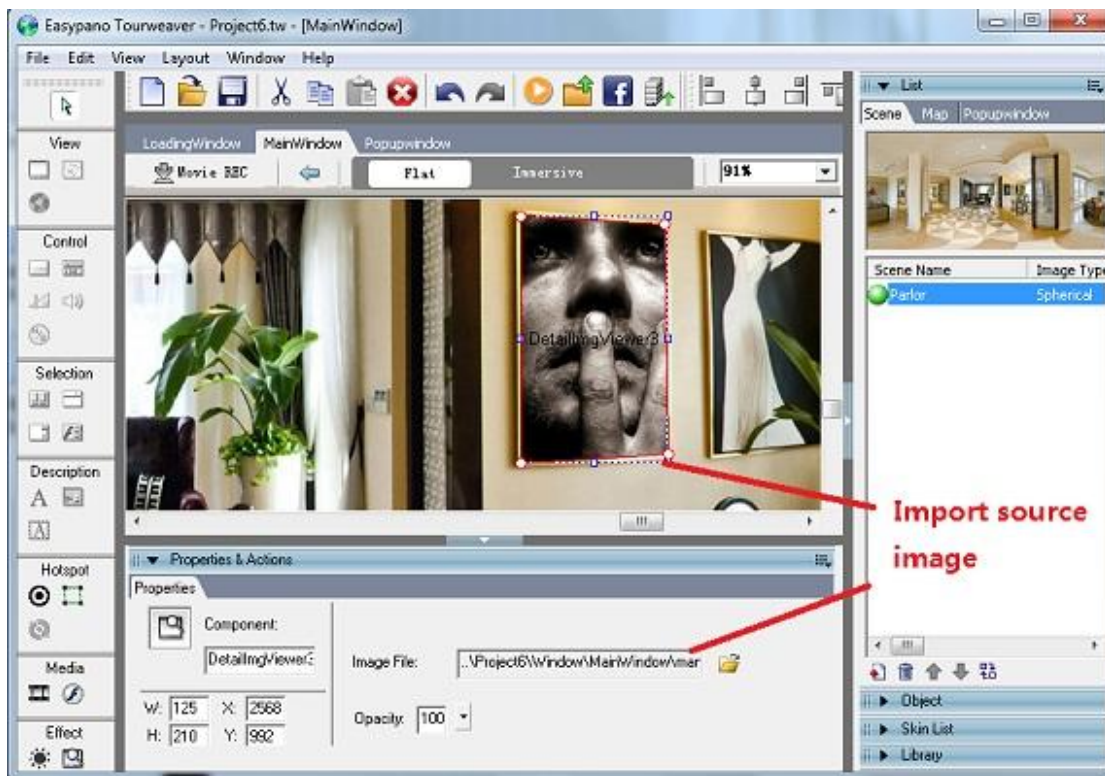 Easypano Tourweaver - Project6.tw - [MainWindow]
File Edit View Layout Window Help
View
Control
Selection
Description
Hotspot
Media
Effect
LoadingWindow MainWindow Popupwindow
Movie REC Flat Immersive 91%
DetailImgViewer3
Import source
image
Properties & Actions
Properties
Component:
DetailImgViewer3
Image File: ..\Project6\Window\MainWindow\mar
W: 125 X: 2568
H: 210 Y: 992
Opacity: 100
List
Scene Map Popupwindow
Scene Name Image Type
Parlor Spherical
Object
Skin List
Library